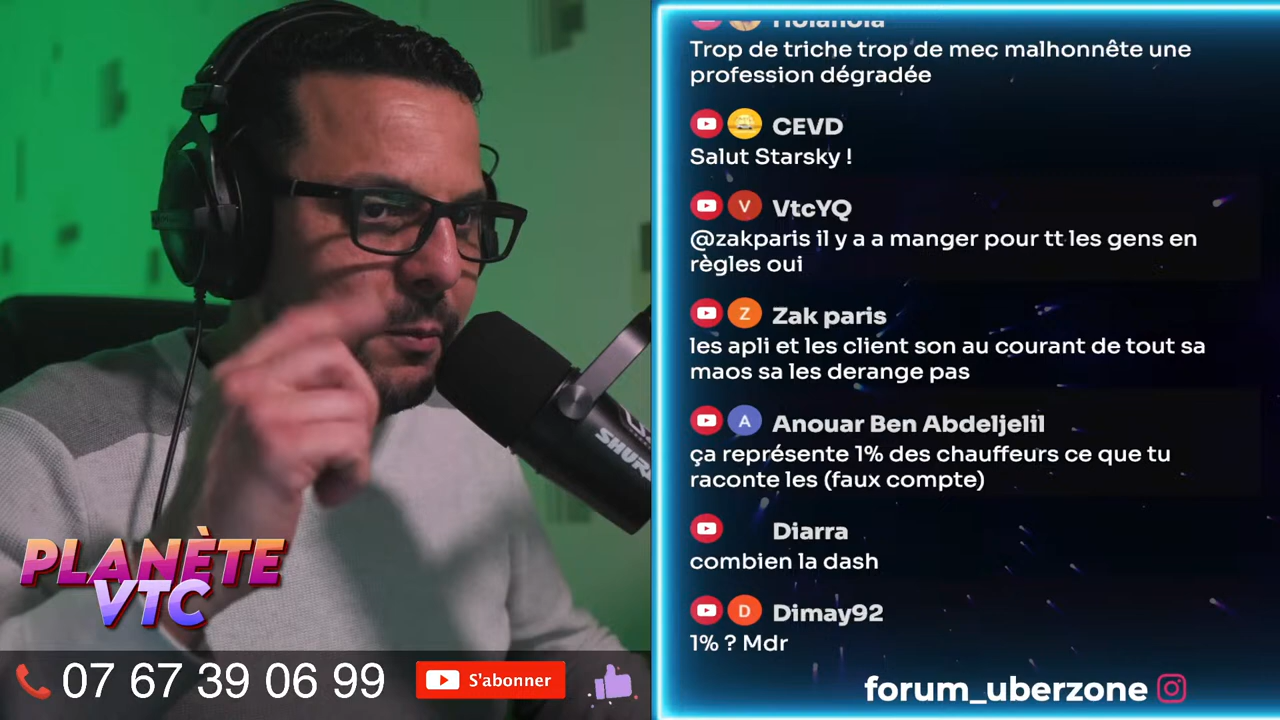 Trop de triche trop de mec malhonnête une
profession dégradée
CEVD
Salut Starsky !
V VtcYQ
@zakparis il y a a manger pour tt les gens en
règles oui
Z Zak paris
les apli et les client son au courant de tout sa
maos sa les derange pas
A Anouar Ben Abdeljelil
ça représente 1% des chauffeurs ce que tu
raconte les (faux compte)
Diarra
combien la dash
D Dimay92
1% ? Mdr
forum_uberzone
SHURE
PLANÈTE
VTC
07 67 39 06 99
S'abonner